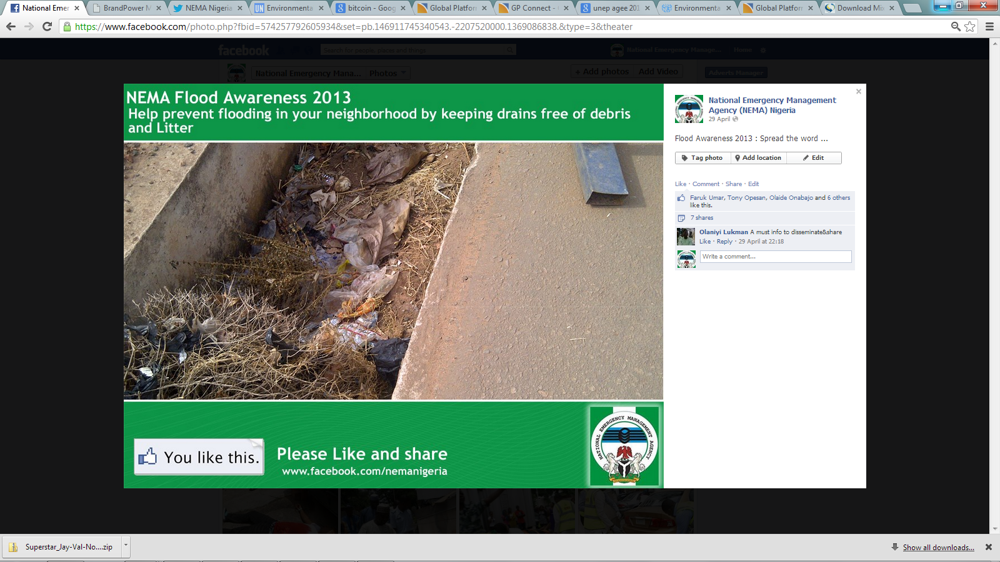 National Emer
BrandPower M
NEMA Nigeria
Environmenta
bitcoin - Goog
Global Platfor
GP Connect -
unep agee 201
Environmenta
Global Platfor
Download Mix
https://www.facebook.com/photo.php?fbid=574257792605934&set=pb.146911745340543.-2207520000.1369086838.&type=3&theater
facebook
Search for people, places and things
National Emergency Manage...
Home
National Emergency Mana...
Photos
+ Add photos
Add Video
Adverts Manager
NEMA Flood Awareness 2013
Help prevent flooding in your neighborhood by keeping drains free of debris
and Litter
You like this.
Please Like and share
www.facebook.com/nemanigeria
NATIONAL EMERGENCY MANAGEMENT AGENCY
National Emergency Management
Agency (NEMA) Nigeria
29 April
Flood Awareness 2013 : Spread the word ...
Tag photo
Add location
Edit
Like · Comment · Share · Edit
Faruk Umar, Tony Opesan, Olaide Onabajo and 6 others
like this.
7 shares
Olaniyi Lukman A must info to disseminate&share
Like · Reply · 29 April at 22:18
Write a comment...
Superstar_Jay-Val-No....zip
Show all downloads...